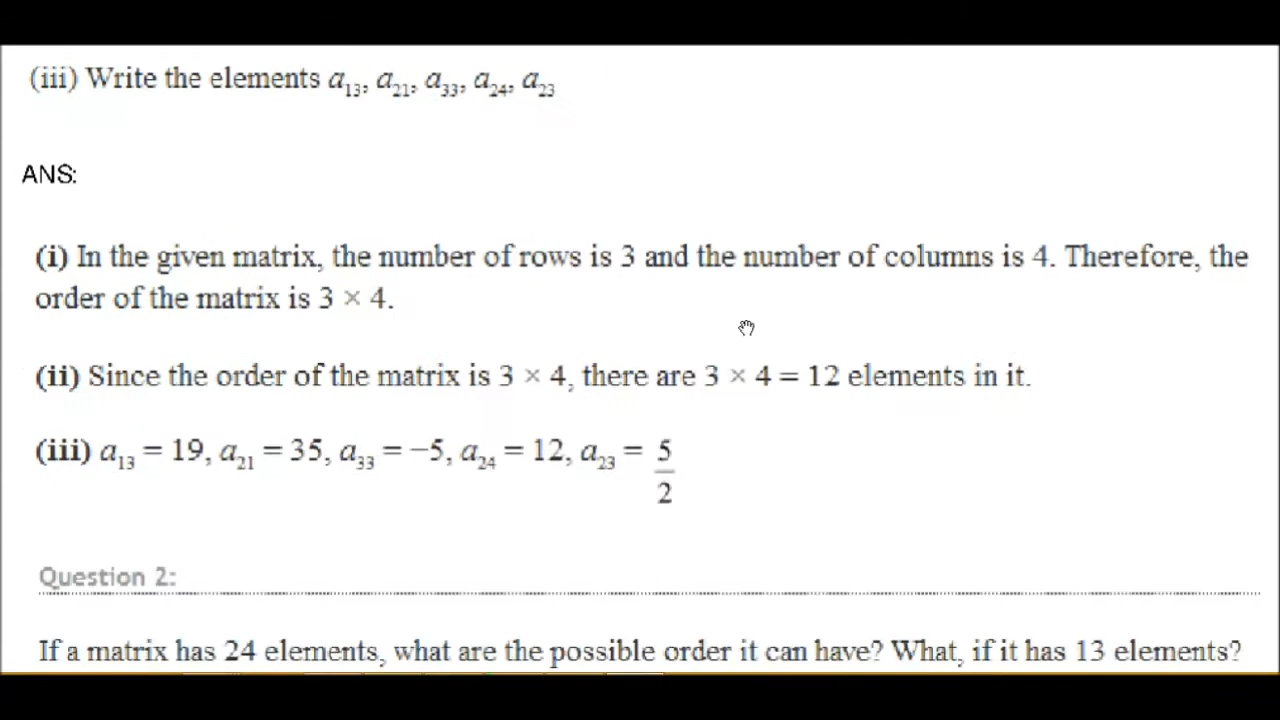 (iii) Write the elements a13, a21, a33, a24, a23
ANS:
(i) In the given matrix, the number of rows is 3 and the number of columns is 4. Therefore, the
order of the matrix is 3 × 4.
(ii) Since the order of the matrix is 3 × 4, there are 3 × 4 = 12 elements in it.
(iii) a13 = 19, a21 = 35, a33 = −5, a24 = 12, a23 = 5/2
Question 2:
If a matrix has 24 elements, what are the possible order it can have? What, if it has 13 elements?